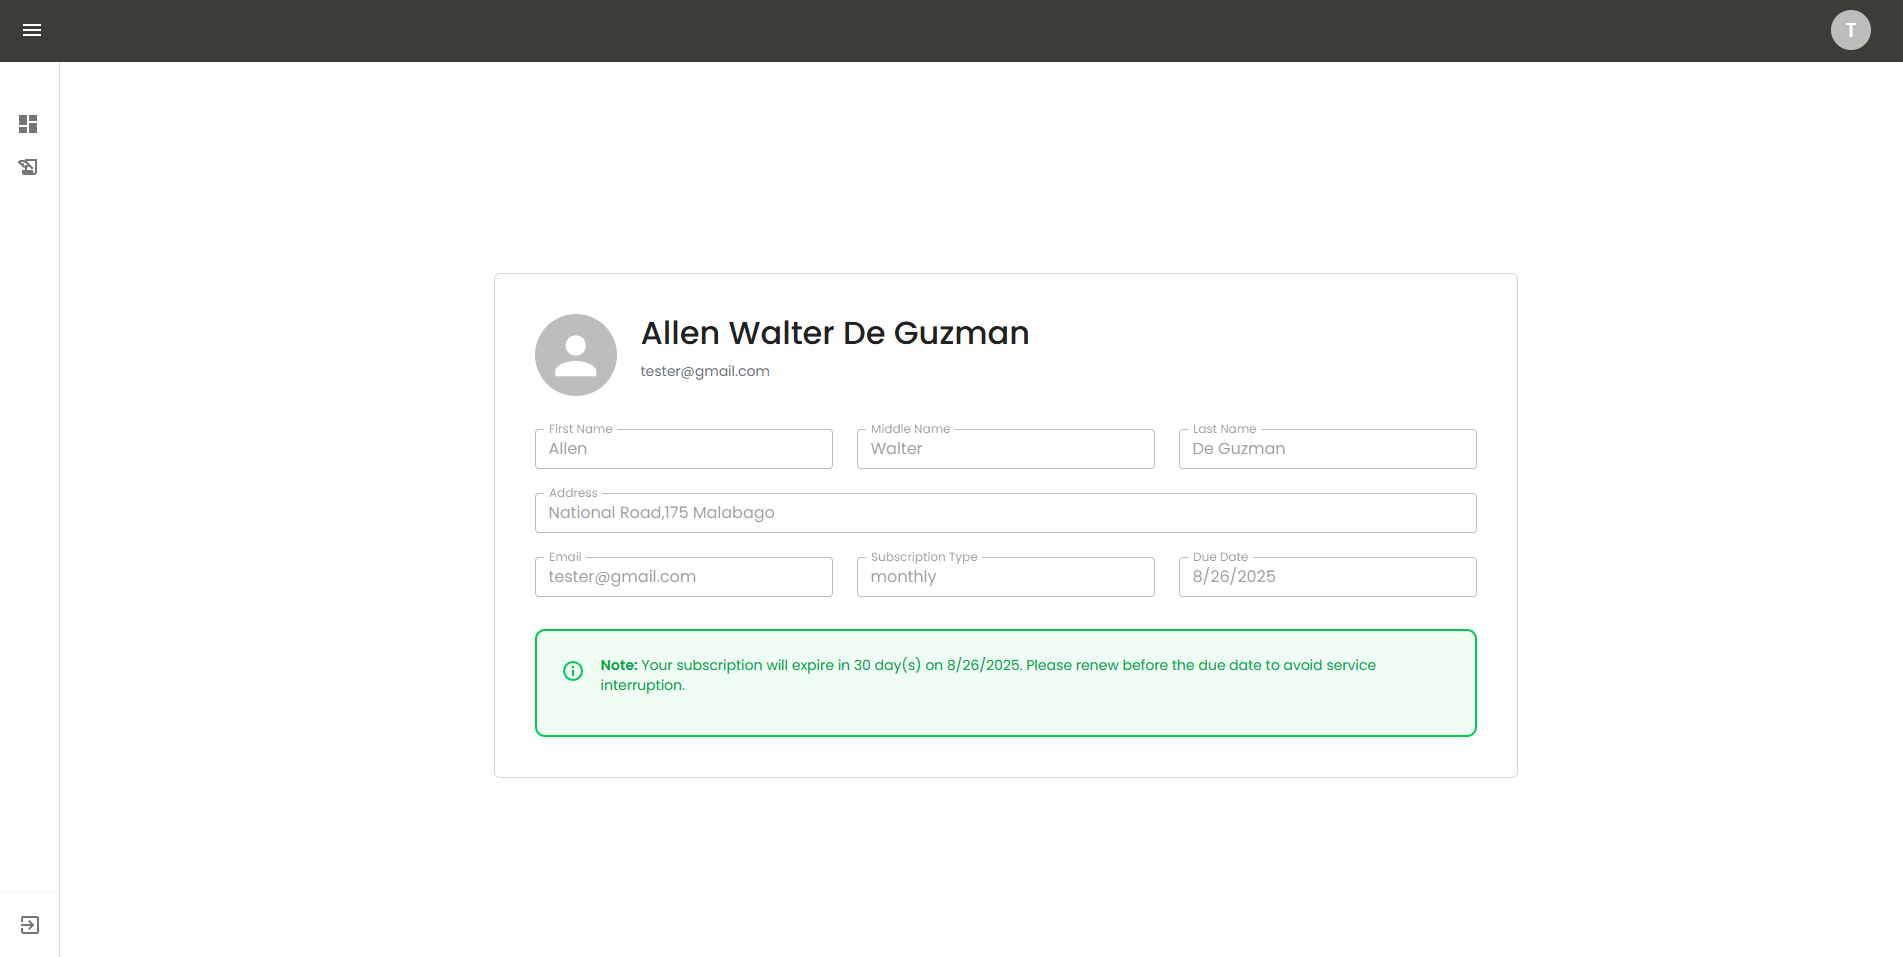 T
Allen Walter De Guzman
tester@gmail.com
First Name
Allen
Middle Name
Walter
Last Name
De Guzman
Address
National Road,175 Malabago
Email
tester@gmail.com
Subscription Type
monthly
Due Date
8/26/2025
Note: Your subscription will expire in 30 day(s) on 8/26/2025. Please renew before the due date to avoid service
interruption.